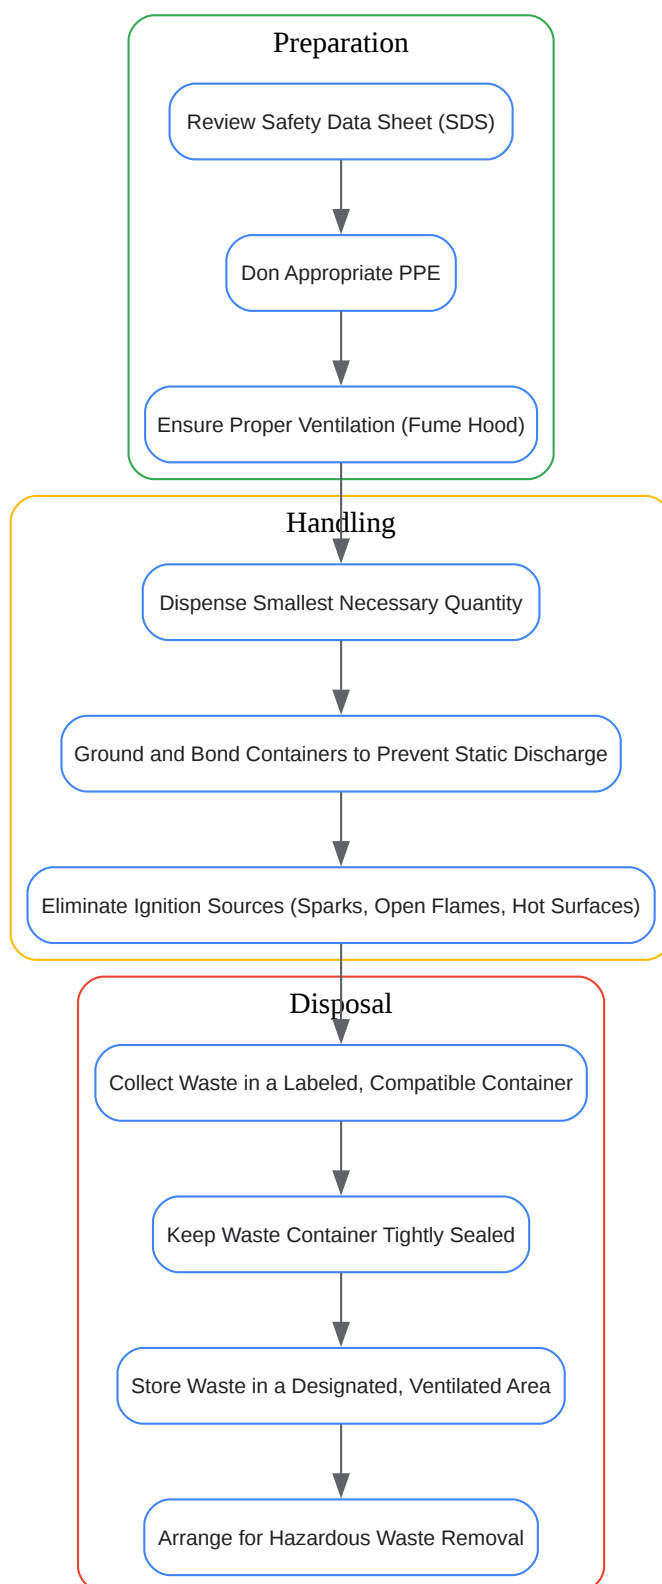 Preparation
Review Safety Data Sheet (SDS)
Don Appropriate PPE
Ensure Proper Ventilation (Fume Hood)
Handling
Dispense Smallest Necessary Quantity
Ground and Bond Containers to Prevent Static Discharge
Eliminate Ignition Sources (Sparks, Open Flames, Hot Surfaces)
Disposal
Collect Waste in a Labeled, Compatible Container
Keep Waste Container Tightly Sealed
Store Waste in a Designated, Ventilated Area
Arrange for Hazardous Waste Removal